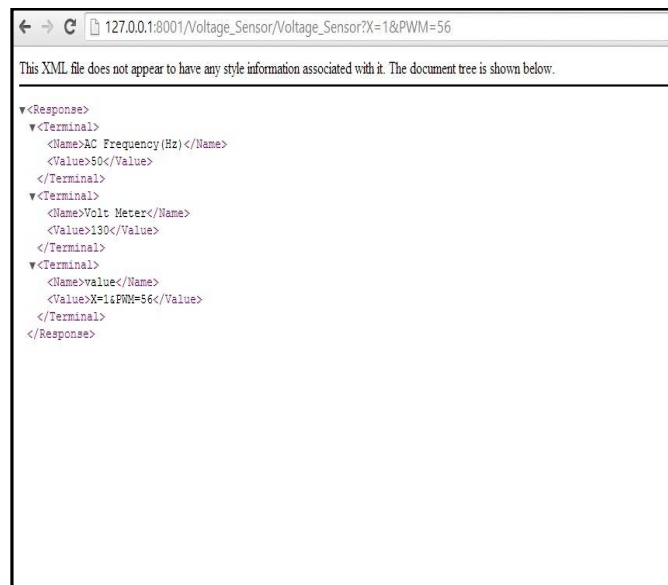 127.0.0.1:8001/Voltage_Sensor/Voltage_Sensor?X=1&PWM=56
This XML file does not appear to have any style information associated with it. The document tree is shown below.
▼<Response>
▼<Terminal>
<Name>AC Frequency(Hz)</Name>
<Value>50</Value>
</Terminal>
▼<Terminal>
<Name>Volt Meter</Name>
<Value>130</Value>
</Terminal>
▼<Terminal>
<Name>value</Name>
<Value>X=1&PWM=56</Value>
</Terminal>
</Response>